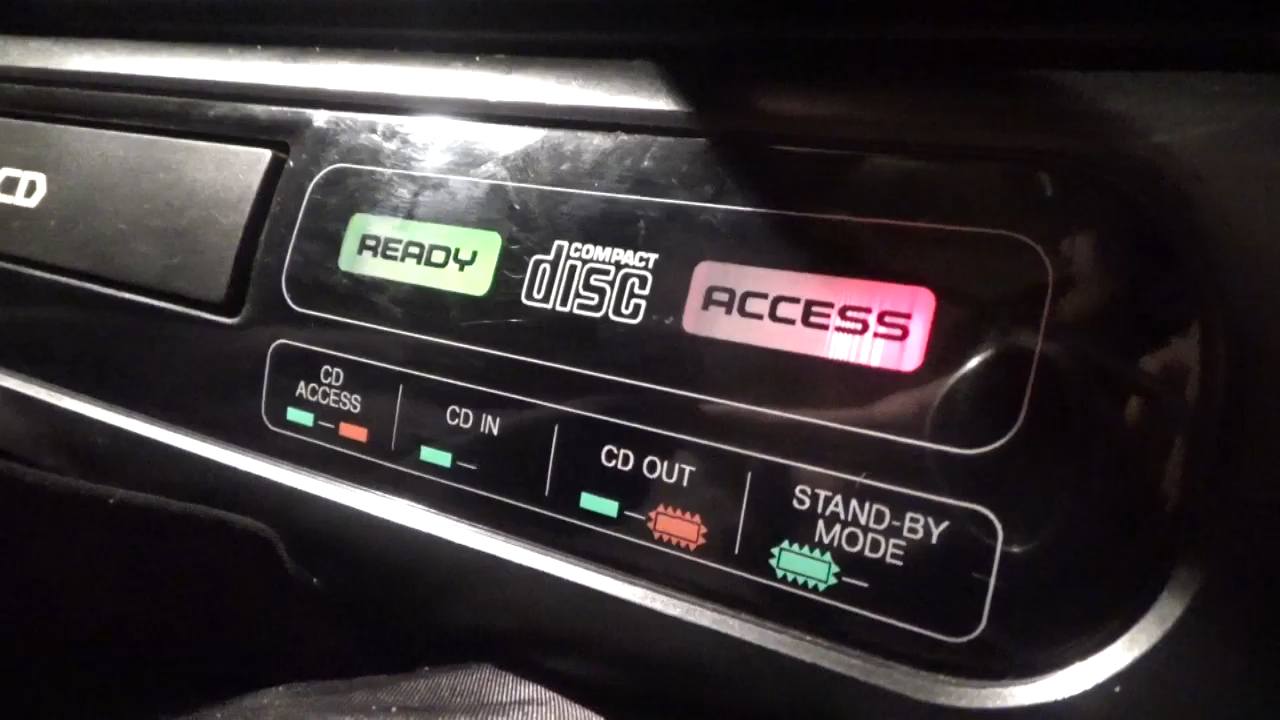 CD
READY
COMPACT
disc
ACCESS
CD
ACCESS
CD IN
CD OUT
STAND-BY
MODE